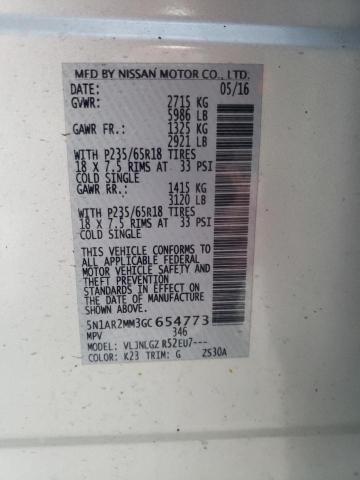 MFD BY NISSAN MOTOR CO., LTD.
DATE: 05/16
GVWR: 2715 KG
5986 LB
GAWR FR.: 1325 KG
2921 LB
WITH P235/65R18 TIRES
18 X 7.5 RIMS AT 33 PSI
COLD SINGLE
GAWR RR.: 1415 KG
3120 LB
WITH P235/65R18 TIRES
18 X 7.5 RIMS AT 33 PSI
COLD SINGLE
THIS VEHICLE CONFORMS TO
ALL APPLICABLE FEDERAL
MOTOR VEHICLE SAFETY AND
THEFT PREVENTION
STANDARDS IN EFFECT ON
THE DATE OF MANUFACTURE
SHOWN ABOVE.
5N1AR2MM3GC 654773
MPV 346
MODEL: VLJNLGZ R52EU7---
COLOR: K23 TRIM: G ZS30A